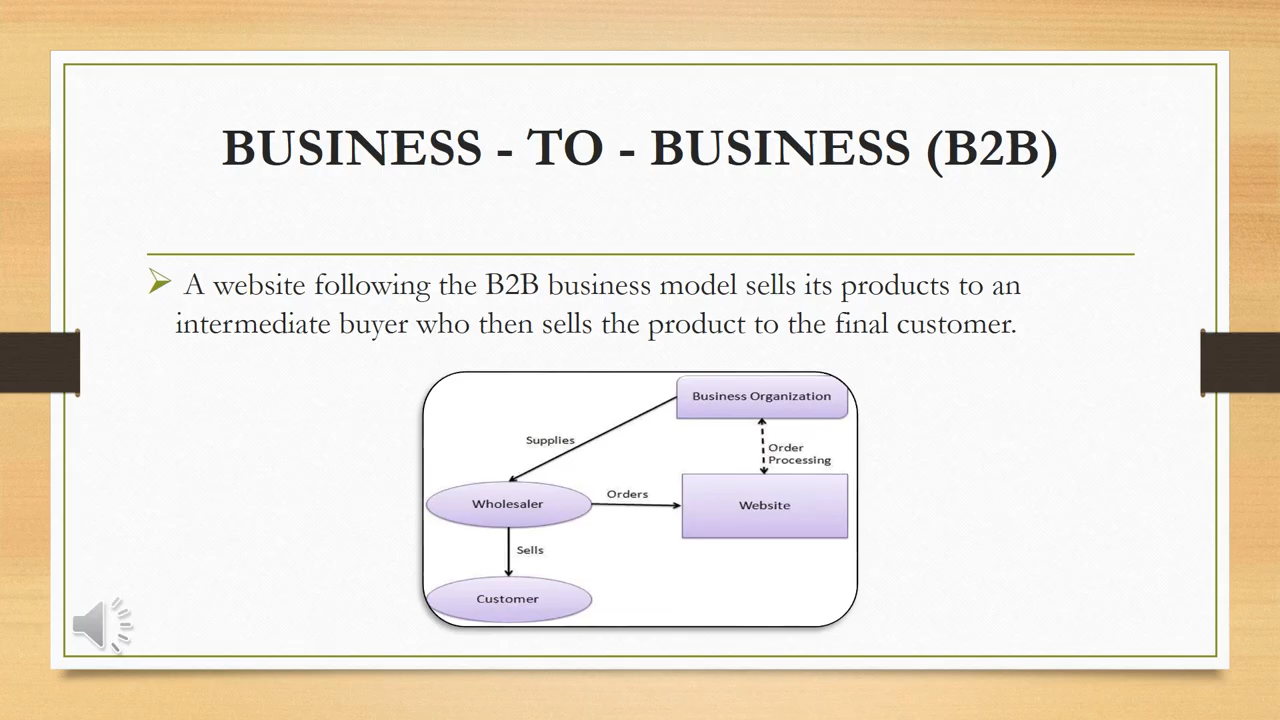 BUSINESS - TO - BUSINESS (B2B)
A website following the B2B business model sells its products to an
intermediate buyer who then sells the product to the final customer.
Business Organization
Supplies
Order
Processing
Wholesaler
Orders
Website
Sells
Customer